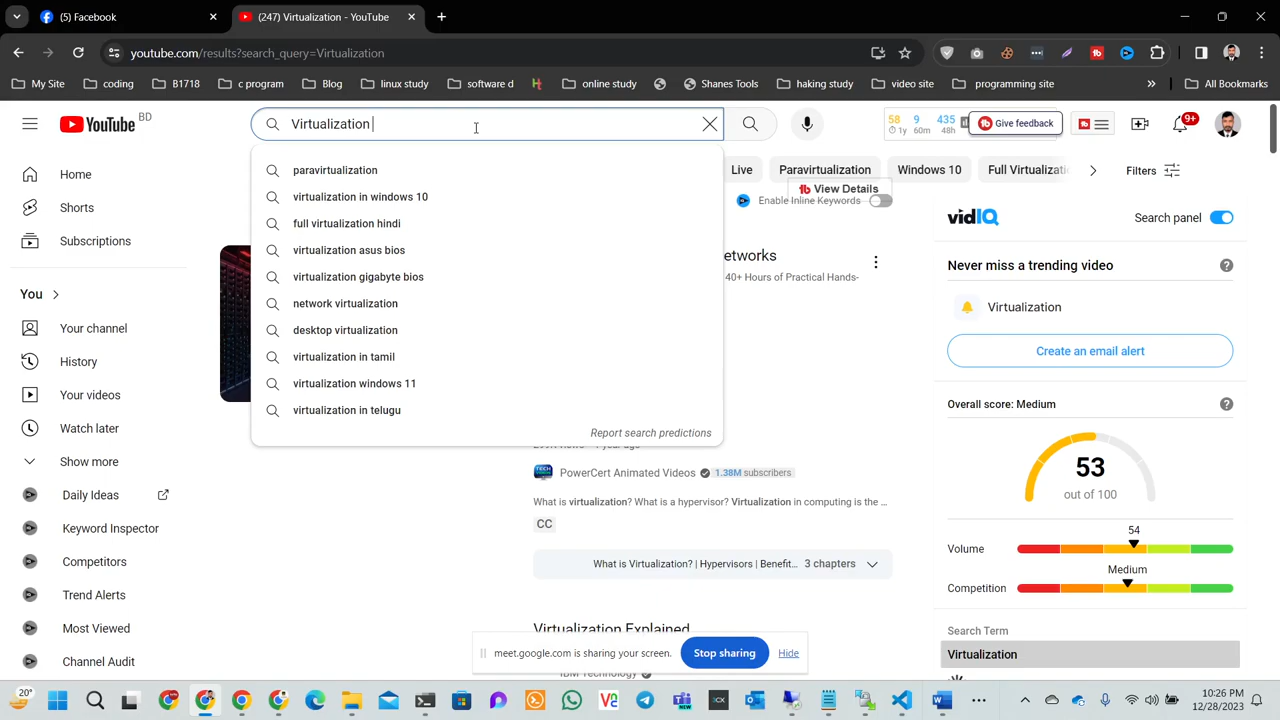 (5) Facebook
(247) Virtualization - YouTube
youtube.com/results?search_query=Virtualization
My Site
coding
B1718
c program
Blog
linux study
softwore d
online study
Shanes Tools
haking study
video site
programming site
»
All Bookmarks
YouTube BD
Virtualization
58 9 435
1y 60m 48h
Give feedback
9+
paravirtualization
virtualization in windows 10
full virtualization hindi
virtualization asus bios
virtualization gigabyte bios
network virtualization
desktop virtualization
virtualization in tamil
virtualization windows 11
virtualization in telugu
Report search predictions
Live
Paravirtualization
Windows 10
Full Virtualizati
Filters
View Details
Enable Inline Keywords
etworks
40+ Hours of Practical Hands-
Home
Shorts
Subscriptions
You
Your channel
History
Your videos
Watch later
Show more
Daily Ideas
Keyword Inspector
Competitors
Trend Alerts
Most Viewed
Channel Audit
PowerCert Animated Videos 1.38M subscribers
What is virtualization? What is a hypervisor? Virtualization in computing is the ...
CC
What is Virtualization? | Hypervisors | Benefit... 3 chapters
Virtualization Explained
IBM Technology
vidIQ
Search panel
Never miss a trending video
Virtualization
Create an email alert
Overall score: Medium
53
out of 100
54
Volume
Medium
Competition
Search Term
Virtualization
meet.google.com is sharing your screen.
Stop sharing
Hide
20°
10:26 PM
12/28/2023